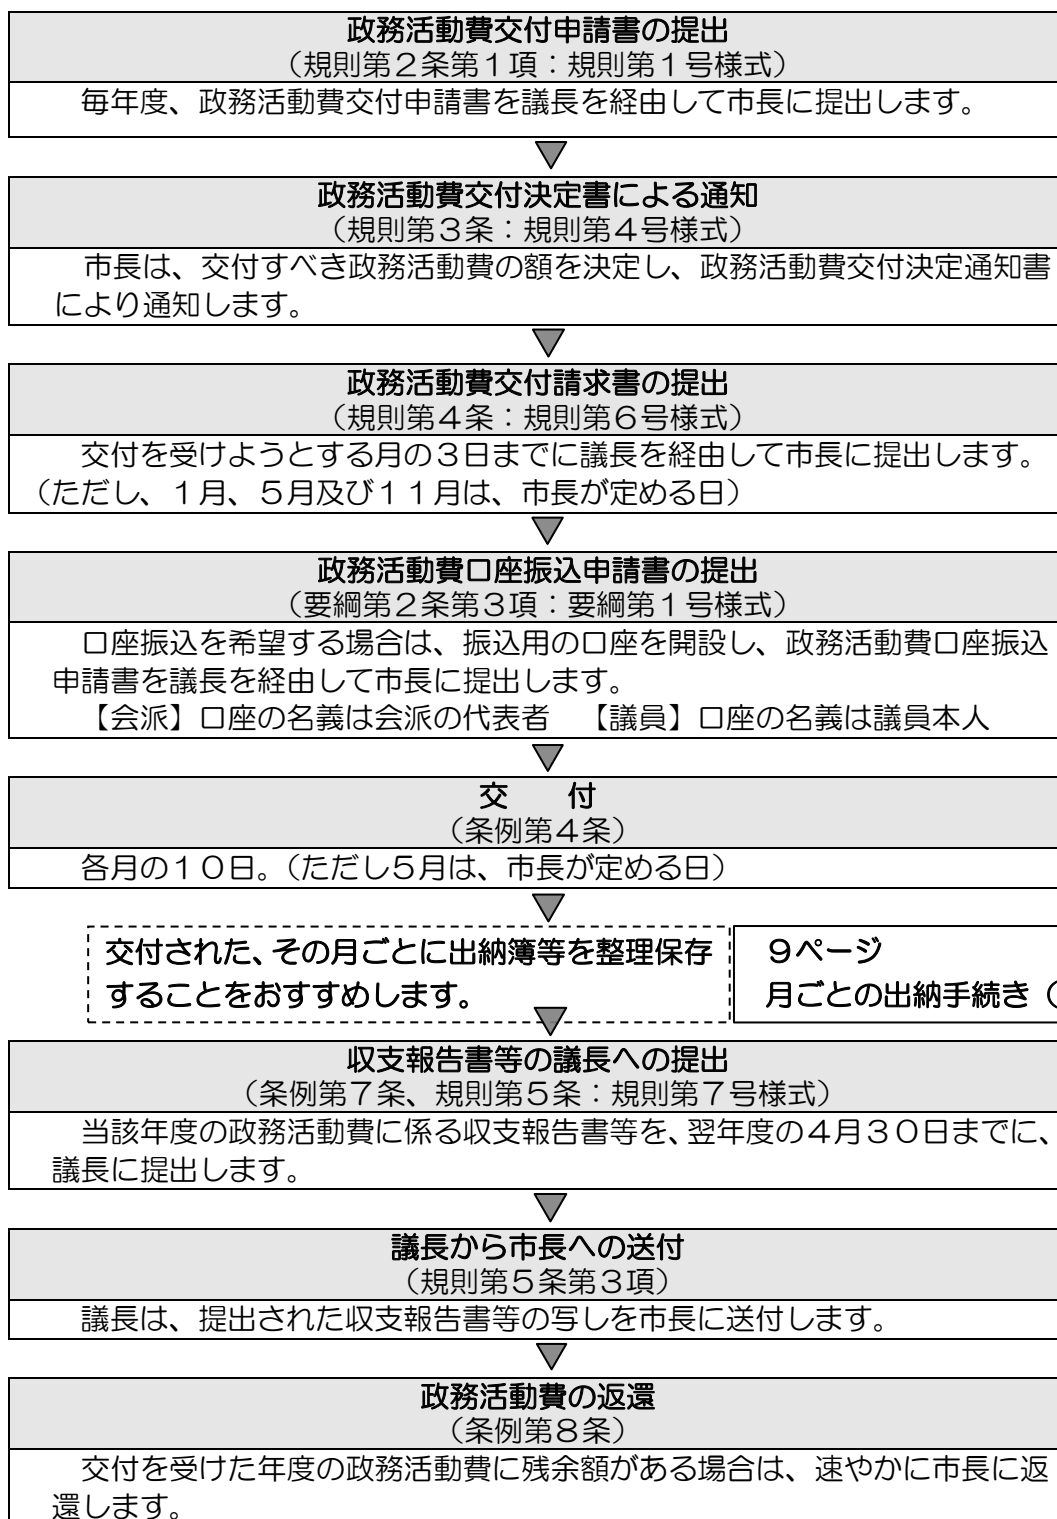 政務活動費交付申請書の提出
（規則第２条第１項：規則第１号様式）
毎年度、政務活動費交付申請書を議長を経由して市長に提出します。
政務活動費交付決定書による通知
（規則第３条：規則第４号様式）
市長は、交付すべき政務活動費の額を決定し、政務活動費交付決定通知書
により通知します。
政務活動費交付請求書の提出
（規則第４条：規則第６号様式）
交付を受けようとする月の３日までに議長を経由して市長に提出します。
（ただし、１月、５月及び１１月は、市長が定める日）
政務活動費口座振込申請書の提出
（要綱第２条第３項：要綱第１号様式）
口座振込を希望する場合は、振込用の口座を開設し、政務活動費口座振込
申請書を議長を経由して市長に提出します。
【会派】口座の名義は会派の代表者　【議員】口座の名義は議員本人
交　　付
（条例第４条）
各月の１０日。（ただし５月は、市長が定める日）
交付された、その月ごとに出納簿等を整理保存
することをおすすめします。
９ページ
月ごとの出納手続き（
収支報告書等の議長への提出
（条例第７条、規則第５条：規則第７号様式）
当該年度の政務活動費に係る収支報告書等を、翌年度の４月３０日までに、
議長に提出します。
議長から市長への送付
（規則第５条第３項）
議長は、提出された収支報告書等の写しを市長に送付します。
政務活動費の返還
（条例第８条）
交付を受けた年度の政務活動費に残余額がある場合は、速やかに市長に返
還します。